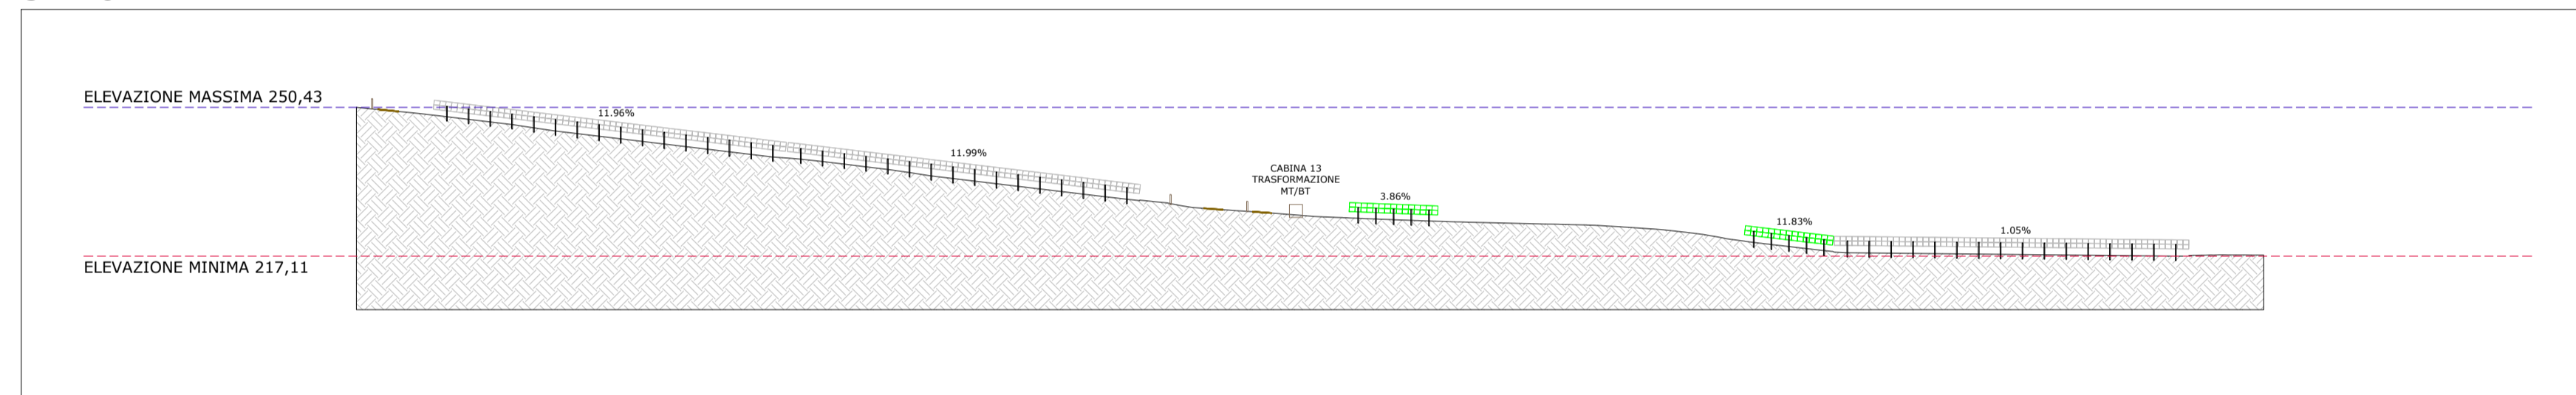 ELEVAZIONE MASSIMA 250,43
11.96%
11.99%
CABINA 13
TRASFORMAZIONE
MT/BT
3.86%
11.83%
1.05%
ELEVAZIONE MINIMA 217,11